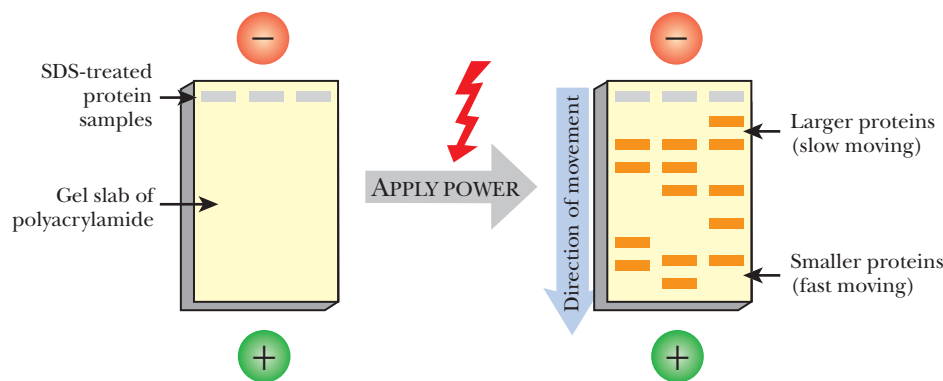 −
−
SDS-treated
protein
samples
Larger proteins
(slow moving)
APPLY POWER
Direction of movement
Gel slab of
polyacrylamide
Smaller proteins
(fast moving)
+
+